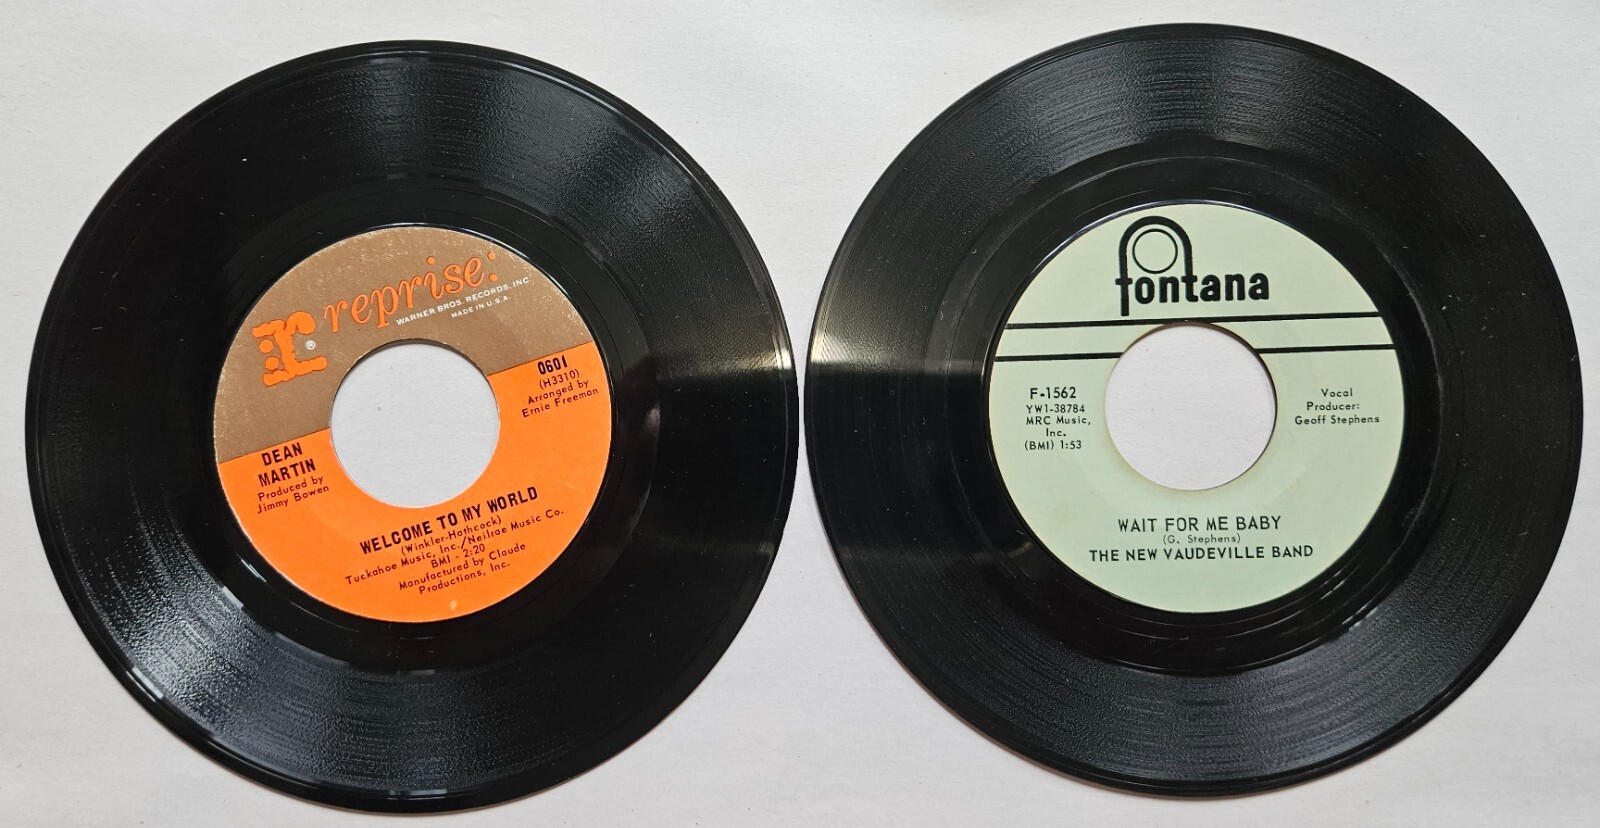 r
®
reprise:
WARNER BROS. RECORDS, INC
MADE IN U.S.A.
0601
(H3310)
Arranged by
Ernie Freeman
DEAN
MARTIN
Produced by
Jimmy Bowen
WELCOME TO MY WORLD
(Winkler-Hathcock)
Tuckahoe Music, Inc./Neilrae Music Co.
BMI - 2:20
Manufactured by Claude
Productions, Inc.
fontana
F-1562
YW1-38784
MRC Music,
Inc.
(BMI) 1:53
Vocal
Producer:
Geoff Stephens
WAIT FOR ME BABY
(G. Stephens)
THE NEW VAUDEVILLE BAND